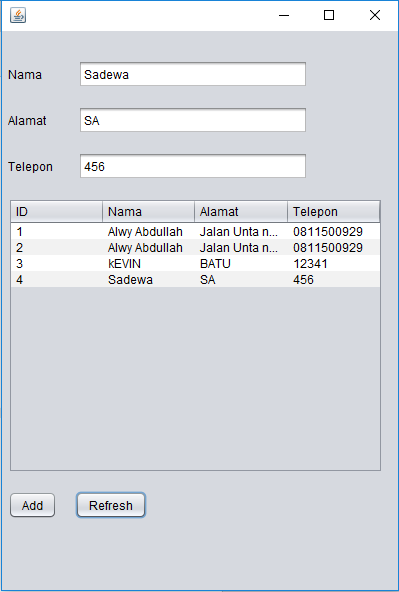 Nama Sadewa
Alamat SA
Telepon 456
ID Nama Alamat Telepon
1 Alwy Abdullah Jalan Unta n... 0811500929
2 Alwy Abdullah Jalan Unta n... 0811500929
3 kEVIN BATU 12341
4 Sadewa SA 456
Add Refresh